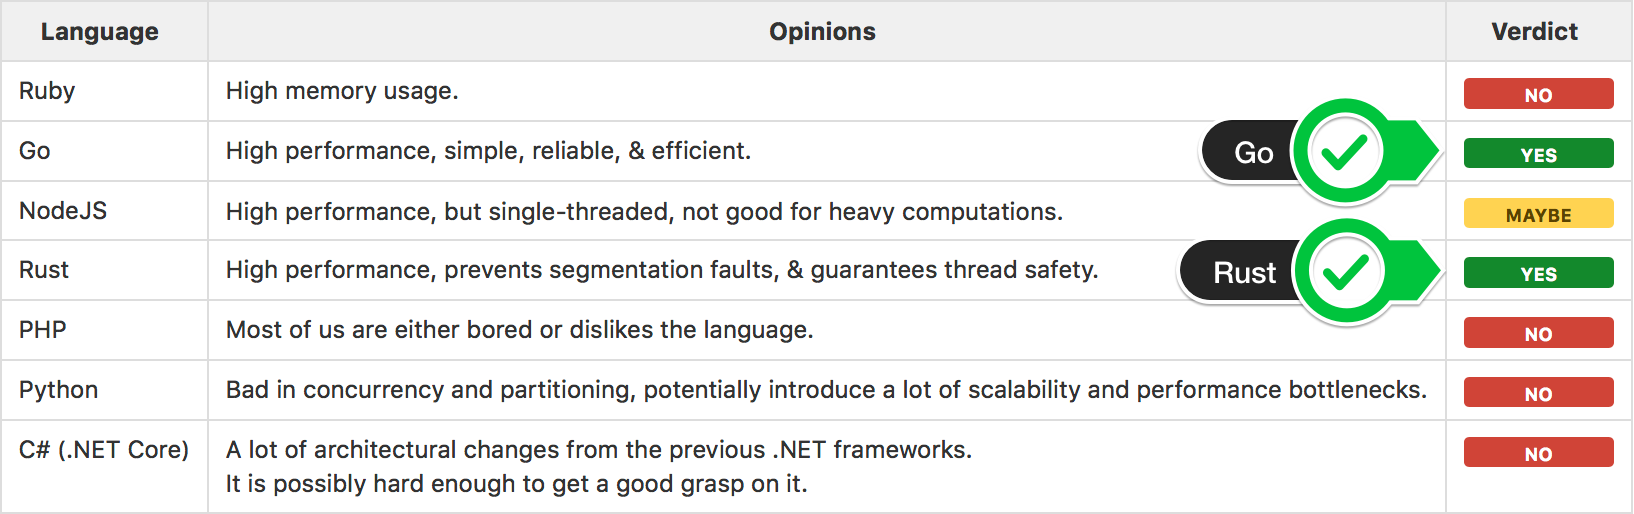 Language Opinions Verdict
Ruby High memory usage. NO
Go High performance, simple, reliable, & efficient. Go YES
NodeJS High performance, but single-threaded, not good for heavy computations. MAYBE
Rust High performance, prevents segmentation faults, & guarantees thread safety. Rust YES
PHP Most of us are either bored or dislikes the language. NO
Python Bad in concurrency and partitioning, potentially introduce a lot of scalability and performance bottlenecks. NO
C# (.NET Core) A lot of architectural changes from the previous .NET frameworks. NO
It is possibly hard enough to get a good grasp on it.